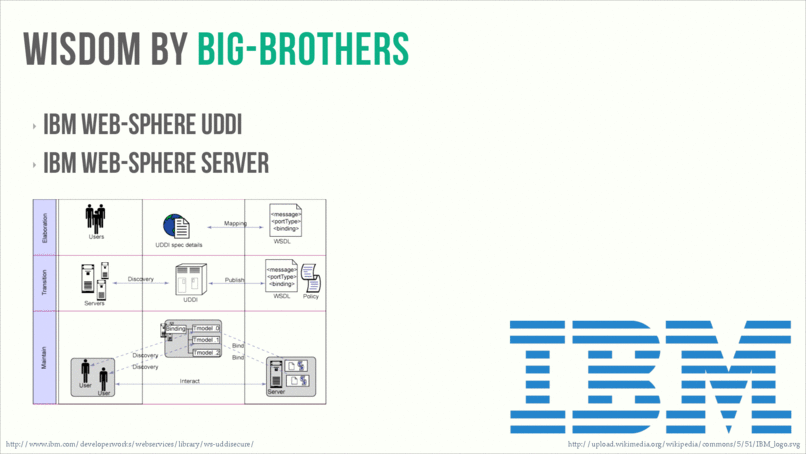 WISDOM BY BIG-BROTHERS
IBM WEB-SPHERE UDDI
IBM WEB-SPHERE SERVER
Elaboration
Users
UDDI spec details
Mapping
<message>
<portType>
<binding>
WSDL
Transition
Servers
Discovery
UDDI
Publish
<message>
<portType>
<binding>
WSDL
Policy
Maintain
Binding
Tmodel .0
Tmodel .1
Tmodel .2
Discovery
Discovery
Bind
Bind
User
User
Interact
Server
IBM
http://www.ibm.com/developerworks/webservices/library/ws-uddisecure/
http://upload.wikimedia.org/wikipedia/commons/5/51/IBM_logo.svg